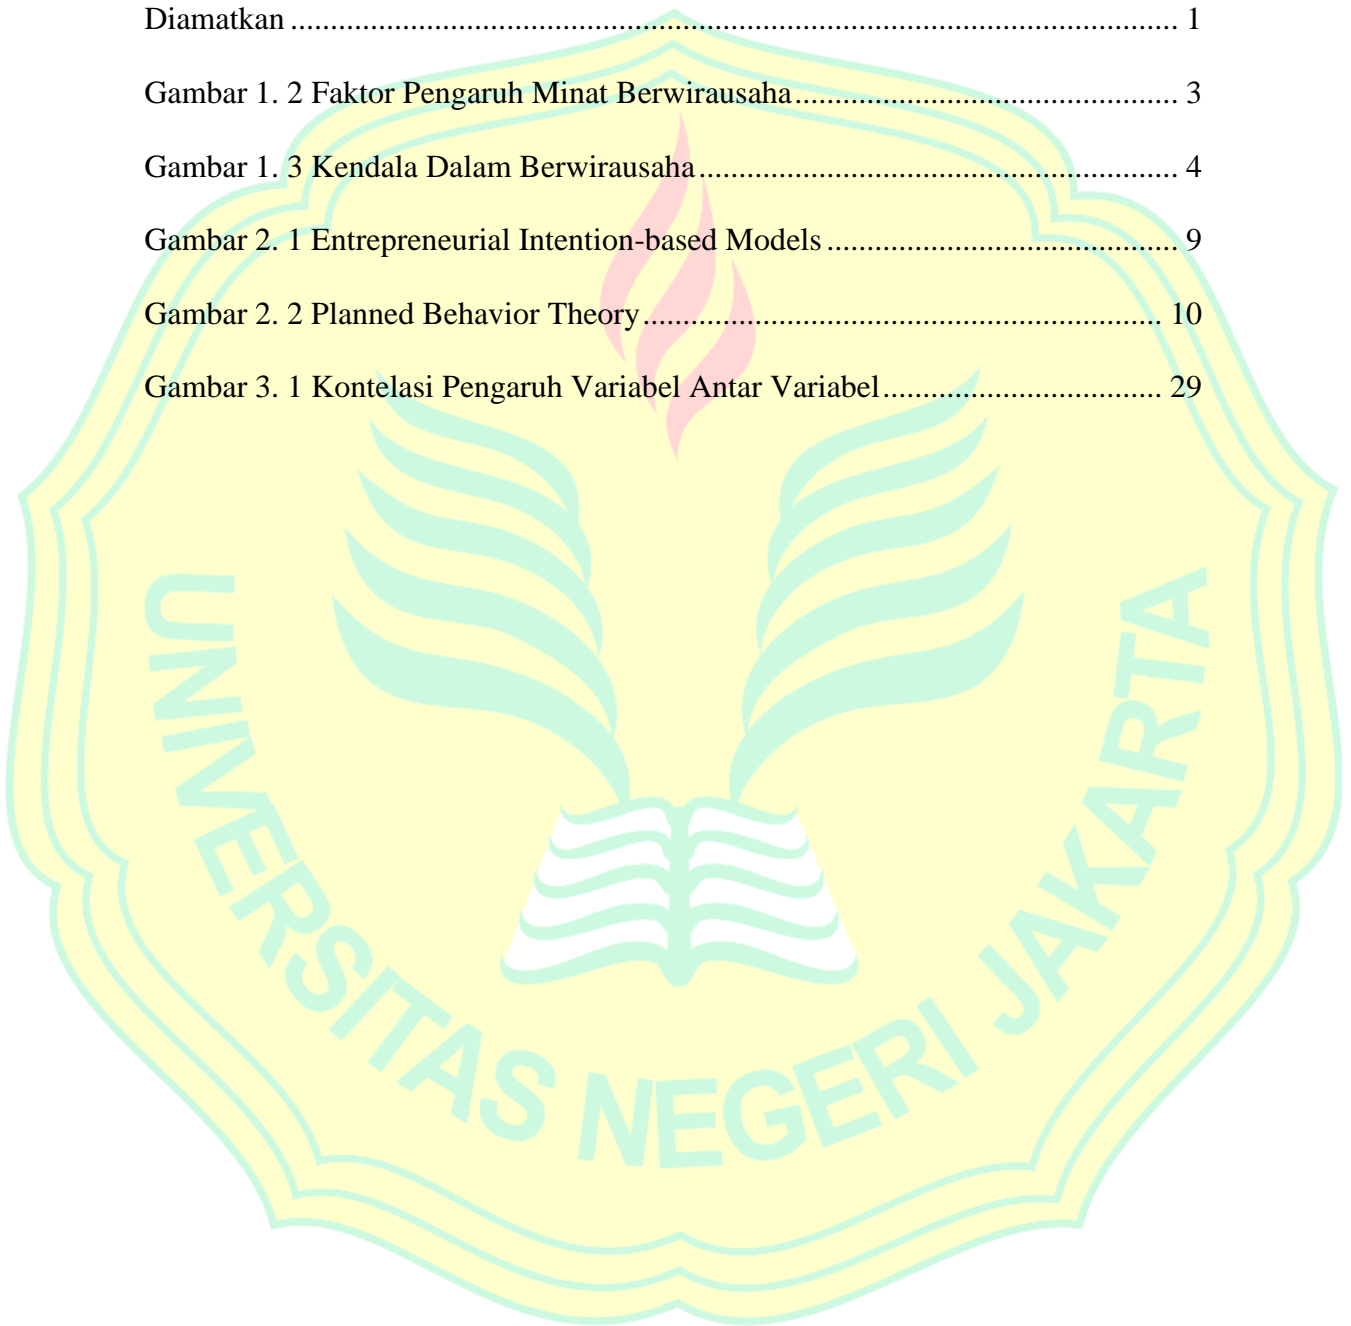 Diamatkan ........................................................................................................ 1
Gambar 1. 2 Faktor Pengaruh Minat Berwirausaha ................................................ 3
Gambar 1. 3 Kendala Dalam Berwirausaha ............................................................ 4
Gambar 2. 1 Entrepreneurial Intention-based Models ............................................ 9
Gambar 2. 2 Planned Behavior Theory ................................................................. 10
Gambar 3. 1 Kontelasi Pengaruh Variabel Antar Variabel ................................... 29
UNIVERSITAS NEGERI JAKARTA